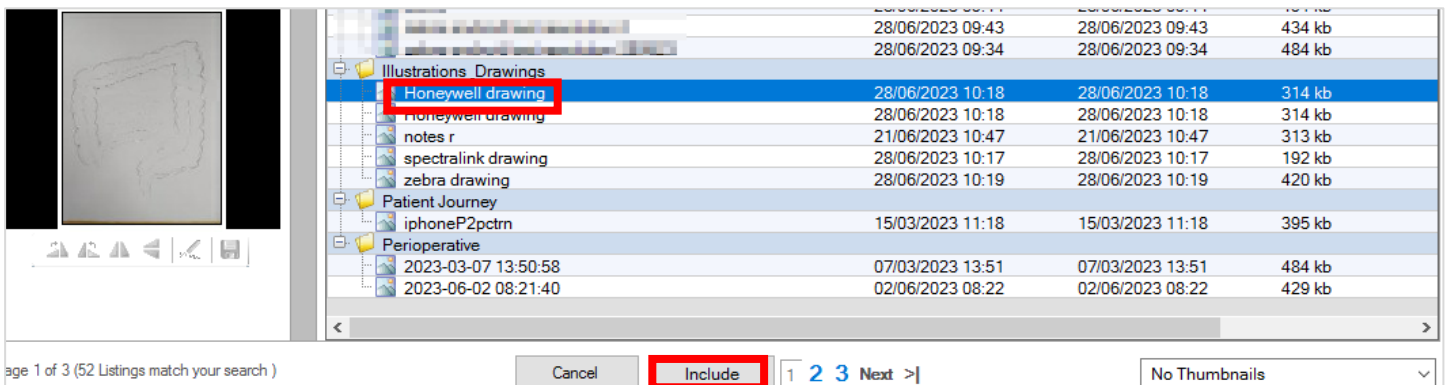 28/06/2023 09:43 28/06/2023 09:43 434 kb
28/06/2023 09:34 28/06/2023 09:34 484 kb
Illustrations_Drawings
Honeywell drawing 28/06/2023 10:18 28/06/2023 10:18 314 kb
Honeywell drawing 28/06/2023 10:18 28/06/2023 10:18 314 kb
notes r 21/06/2023 10:47 21/06/2023 10:47 313 kb
spectralink drawing 28/06/2023 10:17 28/06/2023 10:17 192 kb
zebra drawing 28/06/2023 10:19 28/06/2023 10:19 420 kb
Patient Journey
iphoneP2pctrn 15/03/2023 11:18 15/03/2023 11:18 395 kb
Perioperative
2023-03-07 13:50:58 07/03/2023 13:51 07/03/2023 13:51 484 kb
2023-06-02 08:21:40 02/06/2023 08:22 02/06/2023 08:22 429 kb
age 1 of 3 (52 Listings match your search ) Cancel Include 1 2 3 Next >| No Thumbnails